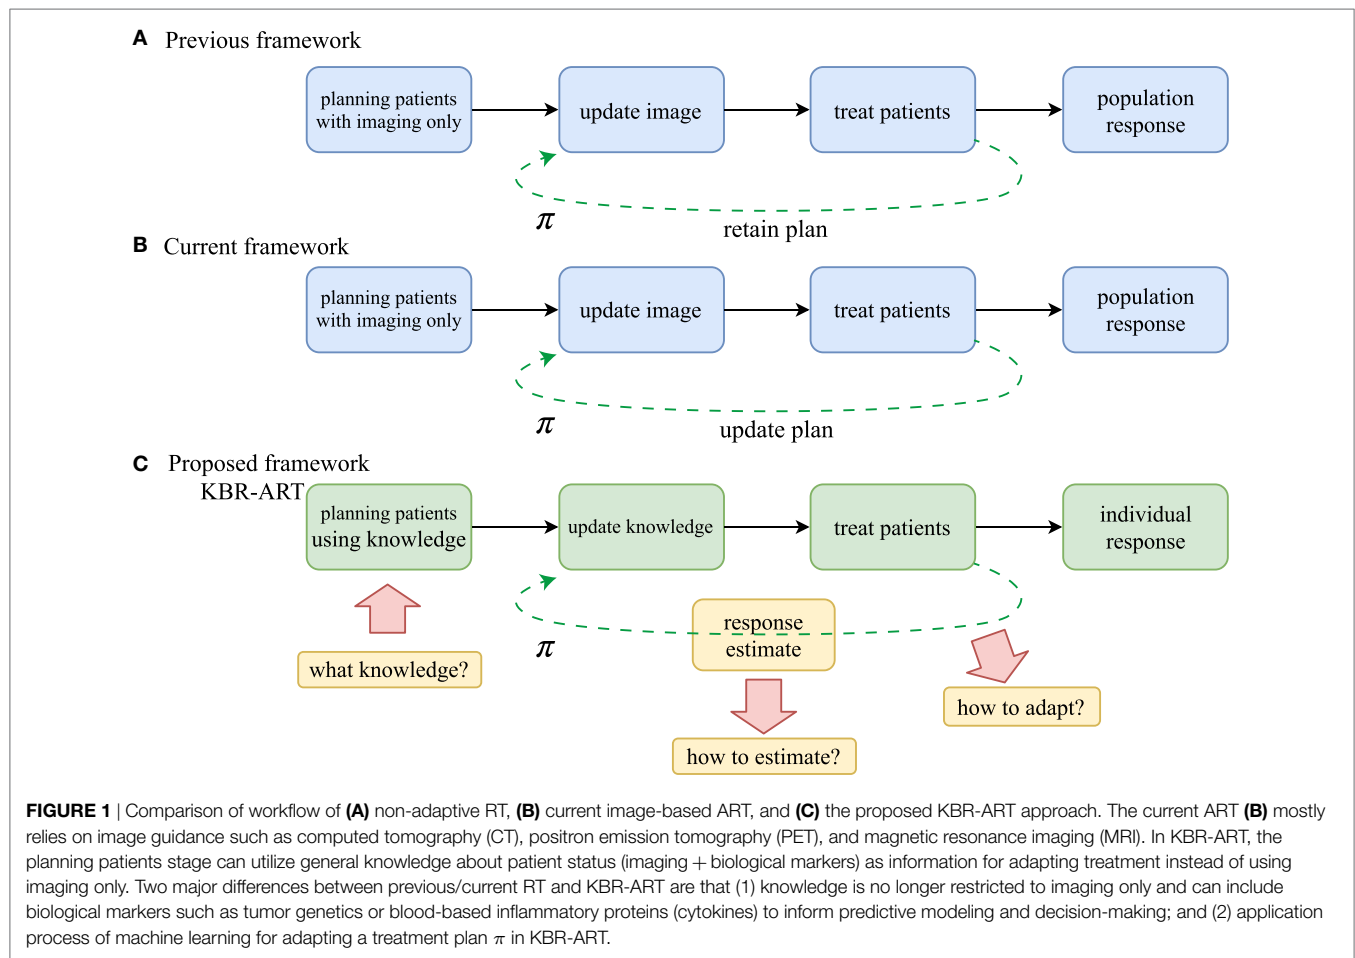 A Previous framework
planning patients
with imaging only
update image
treat patients
population
response
π
retain plan
B Current framework
planning patients
with imaging only
update image
treat patients
population
response
π
update plan
C Proposed framework
KBR-ART
planning patients
using knowledge
update knowledge
treat patients
individual
response
response
estimate
π
what knowledge?
how to adapt?
how to estimate?
FIGURE 1 | Comparison of workflow of (A) non-adaptive RT, (B) current image-based ART, and (C) the proposed KBR-ART approach. The current ART (B) mostly
relies on image guidance such as computed tomography (CT), positron emission tomography (PET), and magnetic resonance imaging (MRI). In KBR-ART, the
planning patients stage can utilize general knowledge about patient status (imaging + biological markers) as information for adapting treatment instead of using
imaging only. Two major differences between previous/current RT and KBR-ART are that (1) knowledge is no longer restricted to imaging only and can include
biological markers such as tumor genetics or blood-based inflammatory proteins (cytokines) to inform predictive modeling and decision-making; and (2) application
process of machine learning for adapting a treatment plan π in KBR-ART.